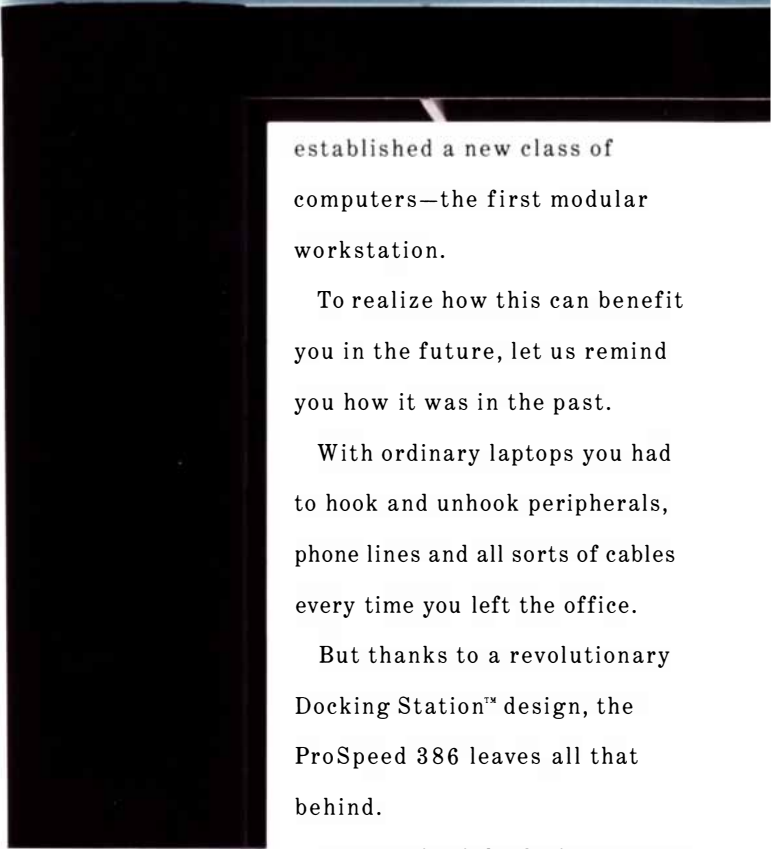 established a new class of
computers—the first modular
workstation.
To realize how this can benefit
you in the future, let us remind
you how it was in the past.
With ordinary laptops you had
to hook and unhook peripherals,
phone lines and all sorts of cables
every time you left the office.
But thanks to a revolutionary
Docking Station™ design, the
ProSpeed 386 leaves all that
behind.